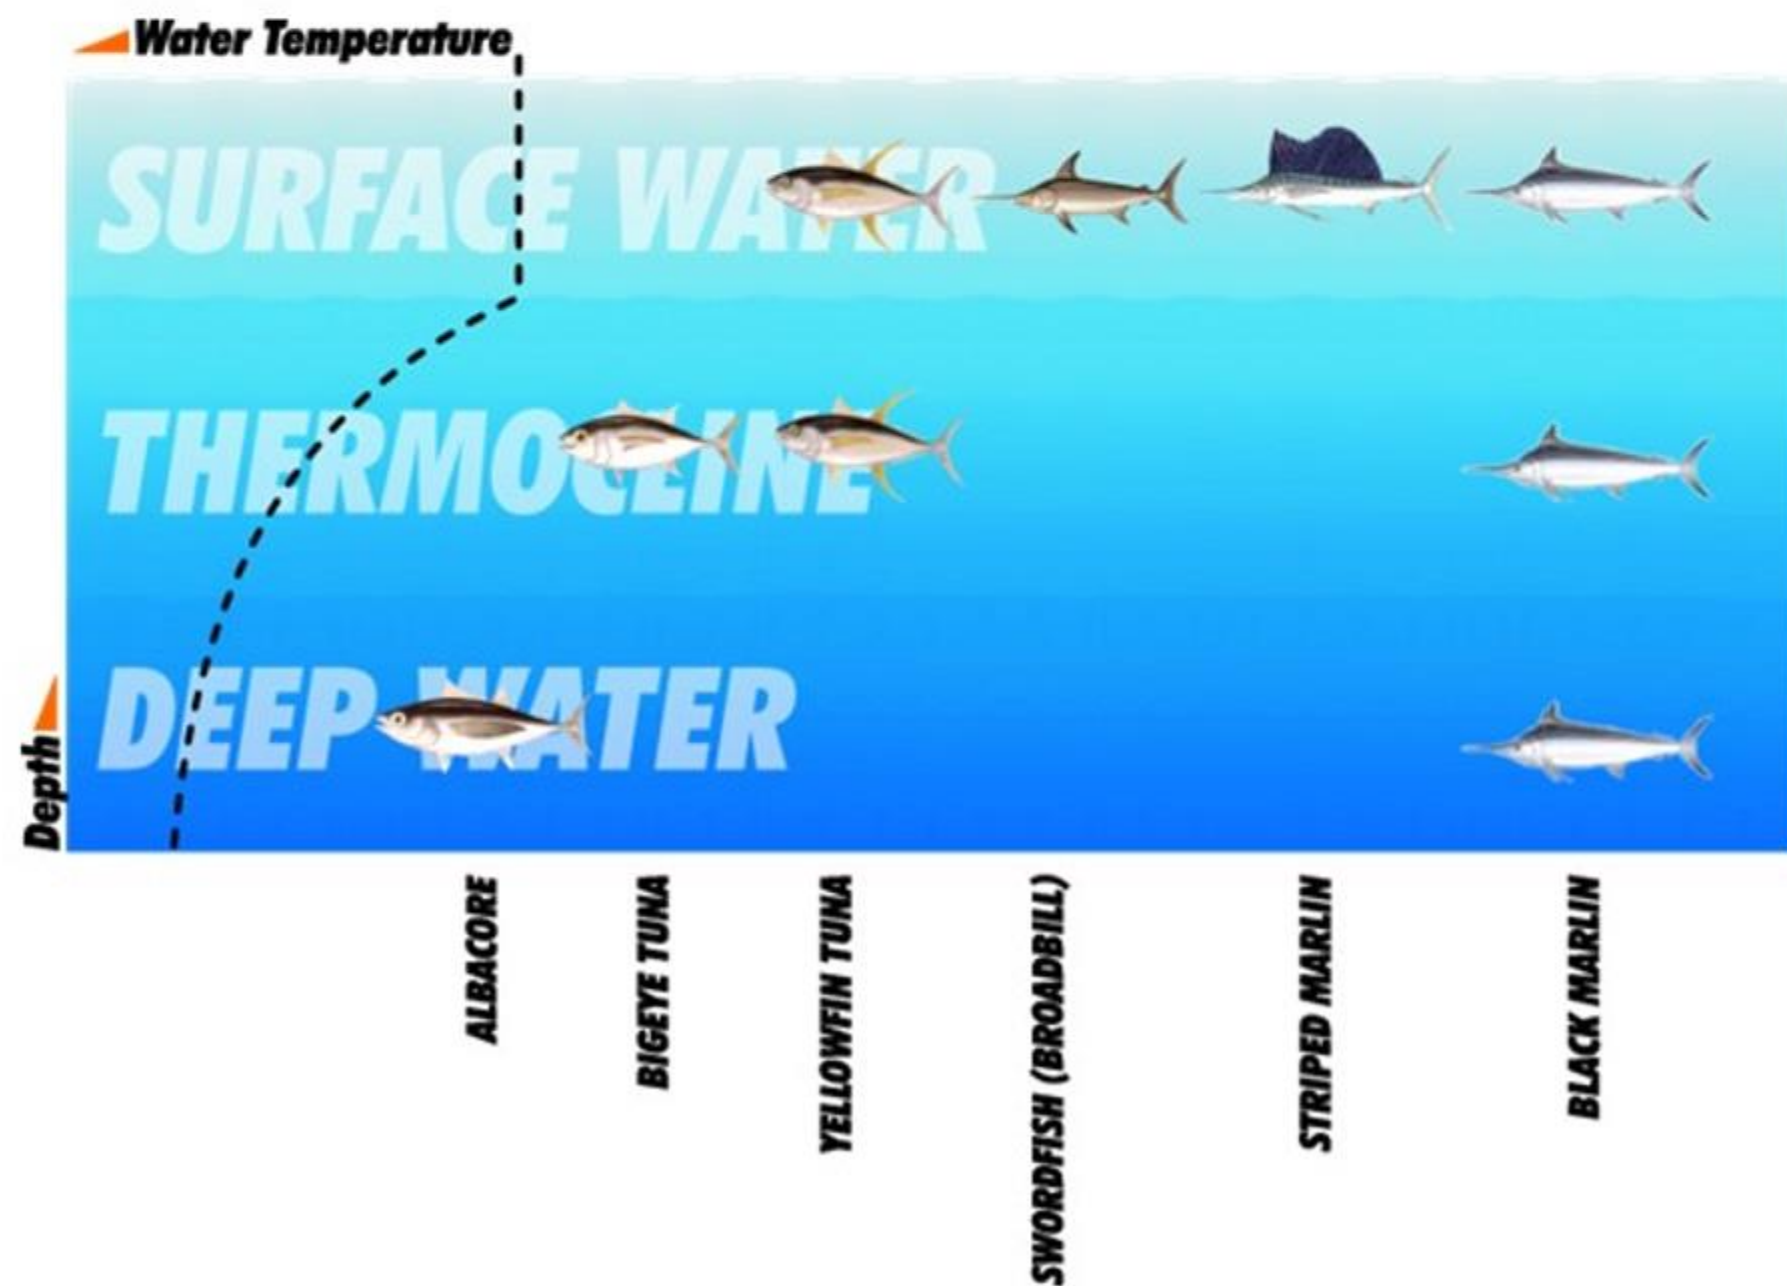 Water Temperature
SURFACE WATER
THERMOCLINE
DEEP WATER
Depth
ALBACORE
BIGEYE TUNA
YELLOWFIN TUNA
SWORDFISH (BROADBILL)
STRIPED MARLIN
BLACK MARLIN